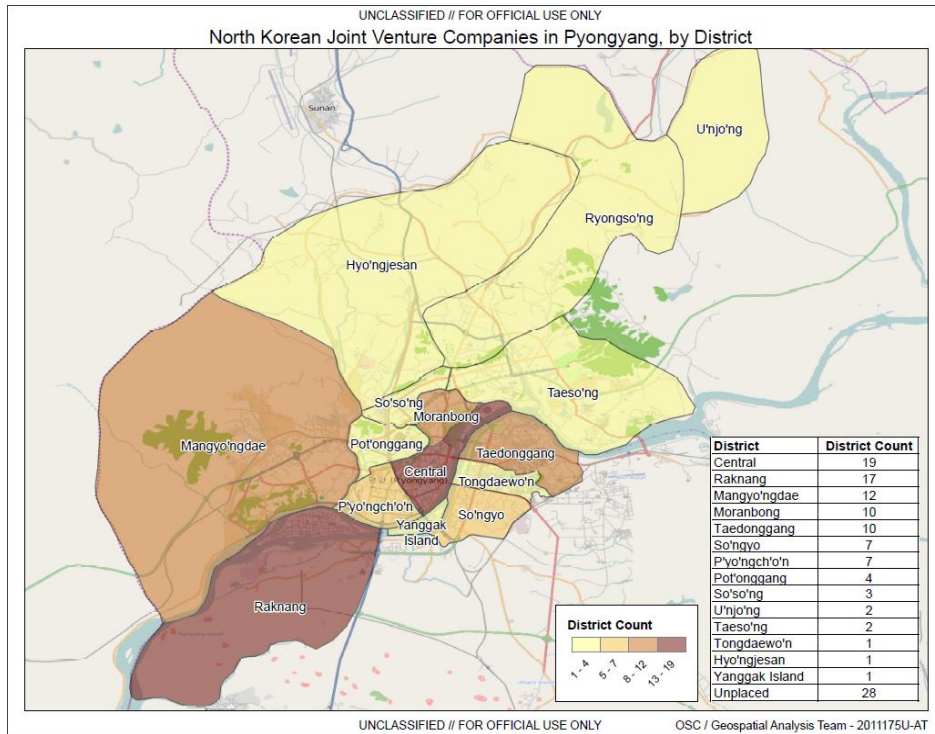 UNCLASSIFIED // FOR OFFICIAL USE ONLY
North Korean Joint Venture Companies in Pyongyang, by District
Sunan
U'njo'ng
Ryongso'ng
Hyo'ngjesan
Taeso'ng
So'so'ng
Moranbong
Mangyo'ngdae
Pot'onggang
Taedonggang
Central
Tongdaewo'n
P'yo'ngch'o'n
So'ngyo
Yanggak
Island
Raknang
District Count
1 - 4
5 - 7
8 - 12
13 - 19
District District Count
Central 19
Raknang 17
Mangyo'ngdae 12
Moranbong 10
Taedonggang 10
So'ngyo 7
P'yo'ngch'o'n 7
Pot'onggang 4
So'so'ng 3
U'njo'ng 2
Taeso'ng 2
Tongdaewo'n 1
Hyo'ngjesan 1
Yanggak Island 1
Unplaced 28
UNCLASSIFIED // FOR OFFICIAL USE ONLY
OSC / Geospatial Analysis Team - 2011175U-AT